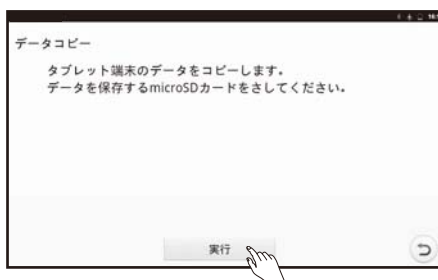 データコピー
タブレット端末のデータをコピーします。
データを保存するmicroSDカードをさしてください。
実行